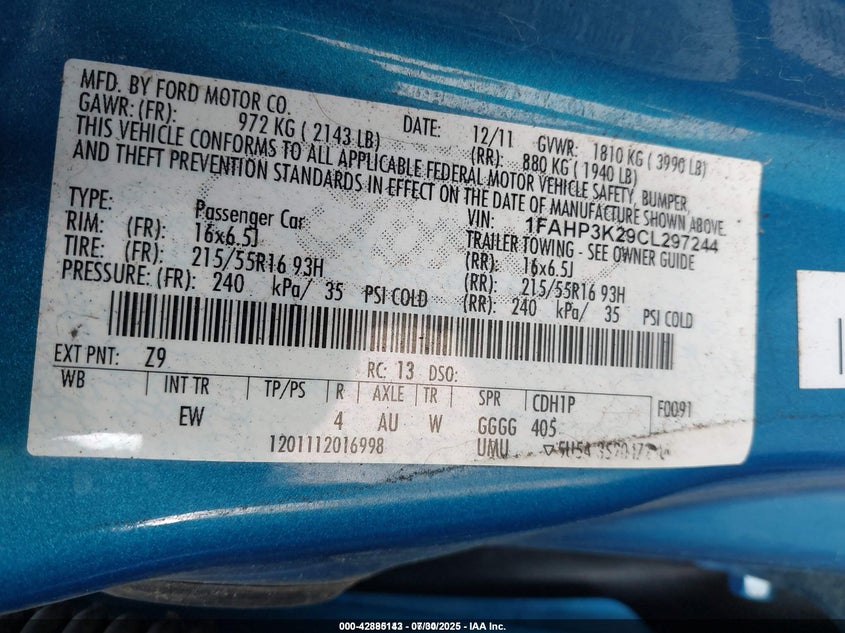 MFD. BY FORD MOTOR CO.
DATE: 12/11 GVWR: 1810 KG ( 3990 LB)
GAWR: (FR): 972 KG ( 2143 LB) (RR): 880 KG ( 1940 LB)
THIS VEHICLE CONFORMS TO ALL APPLICABLE FEDERAL MOTOR VEHICLE SAFETY, BUMPER,
AND THEFT PREVENTION STANDARDS IN EFFECT ON THE DATE OF MANUFACTURE SHOWN ABOVE.
VIN: 1FAHP3K29CL297244
TYPE: Passenger Car TRAILER TOWING - SEE OWNER GUIDE
RIM: (FR): 16x6.5J (RR): 16x6.5J
TIRE: (FR): 215/55R16 93H (RR): 215/55R16 93H
PRESSURE: (FR): 240 kPa/ 35 PSI COLD (RR): 240 kPa/ 35 PSI COLD
EXT PNT: Z9 RC: 13 DSO:
WB INT TR TP/PS R AXLE TR SPR CDH1P F0091
EW 4 AU W GGGG 405
1201112016998 UMU
000-42885143 - 07/30/2025 - IAA Inc.